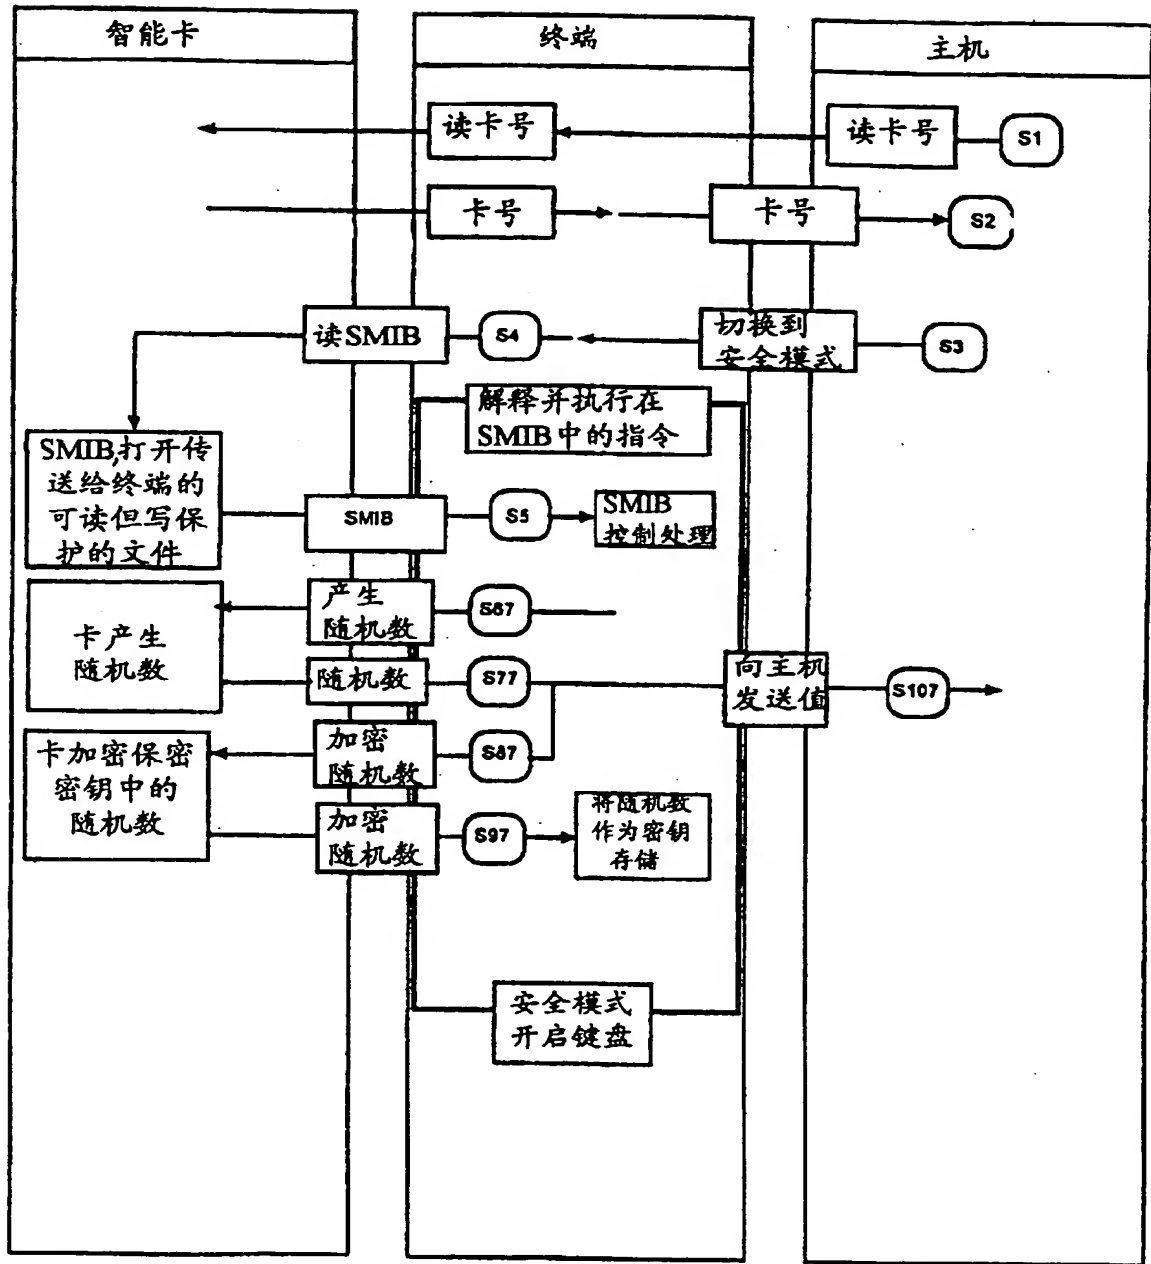 智能卡
终端
主机
读卡号
读卡号
S1
卡号
卡号
S2
读SMIB
S4
切换到
安全模式
S3
解释并执行在
SMIB中的指令
SMIB,打开传
送给终端的
可读但写保
护的文件
SMIB
S5
SMIB
控制处理
产生
随机数
S67
卡产生
随机数
随机数
S77
向主机
发送值
S107
卡加密保密
密钥中的
随机数
加密
随机数
S87
加密
随机数
S97
将随机数
作为密钥
存储
安全模式
开启键盘